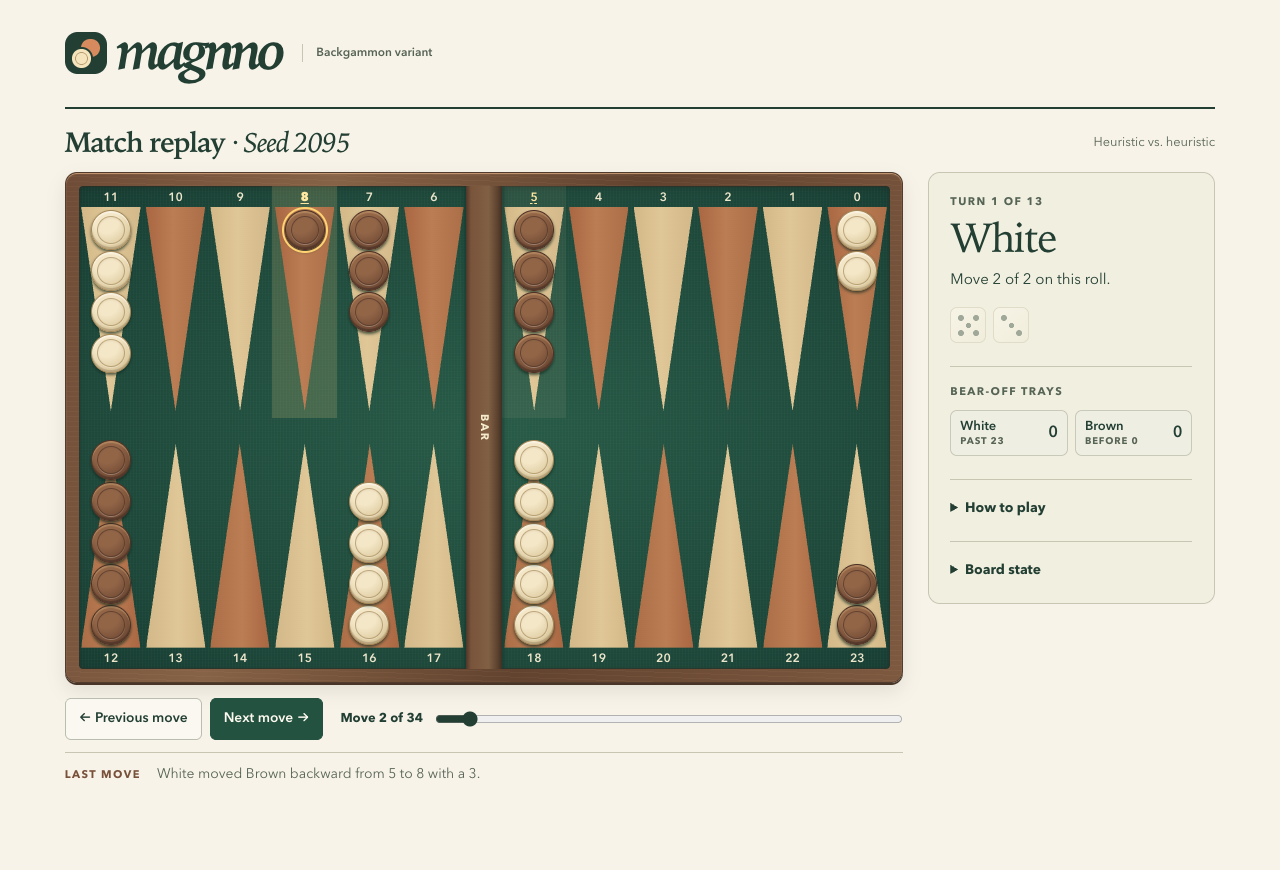 magnno
Backgammon variant
Match replay · Seed 2095
Heuristic vs. heuristic
11 10 9 8 7 6 5 4 3 2 1 0
BAR
12 13 14 15 16 17 18 19 20 21 22 23
← Previous move
Next move →
Move 2 of 34
LAST MOVE White moved Brown backward from 5 to 8 with a 3.
TURN 1 OF 13
White
Move 2 of 2 on this roll.
BEAR-OFF TRAYS
White
PAST 23
0
Brown
BEFORE 0
0
▶ How to play
▶ Board state